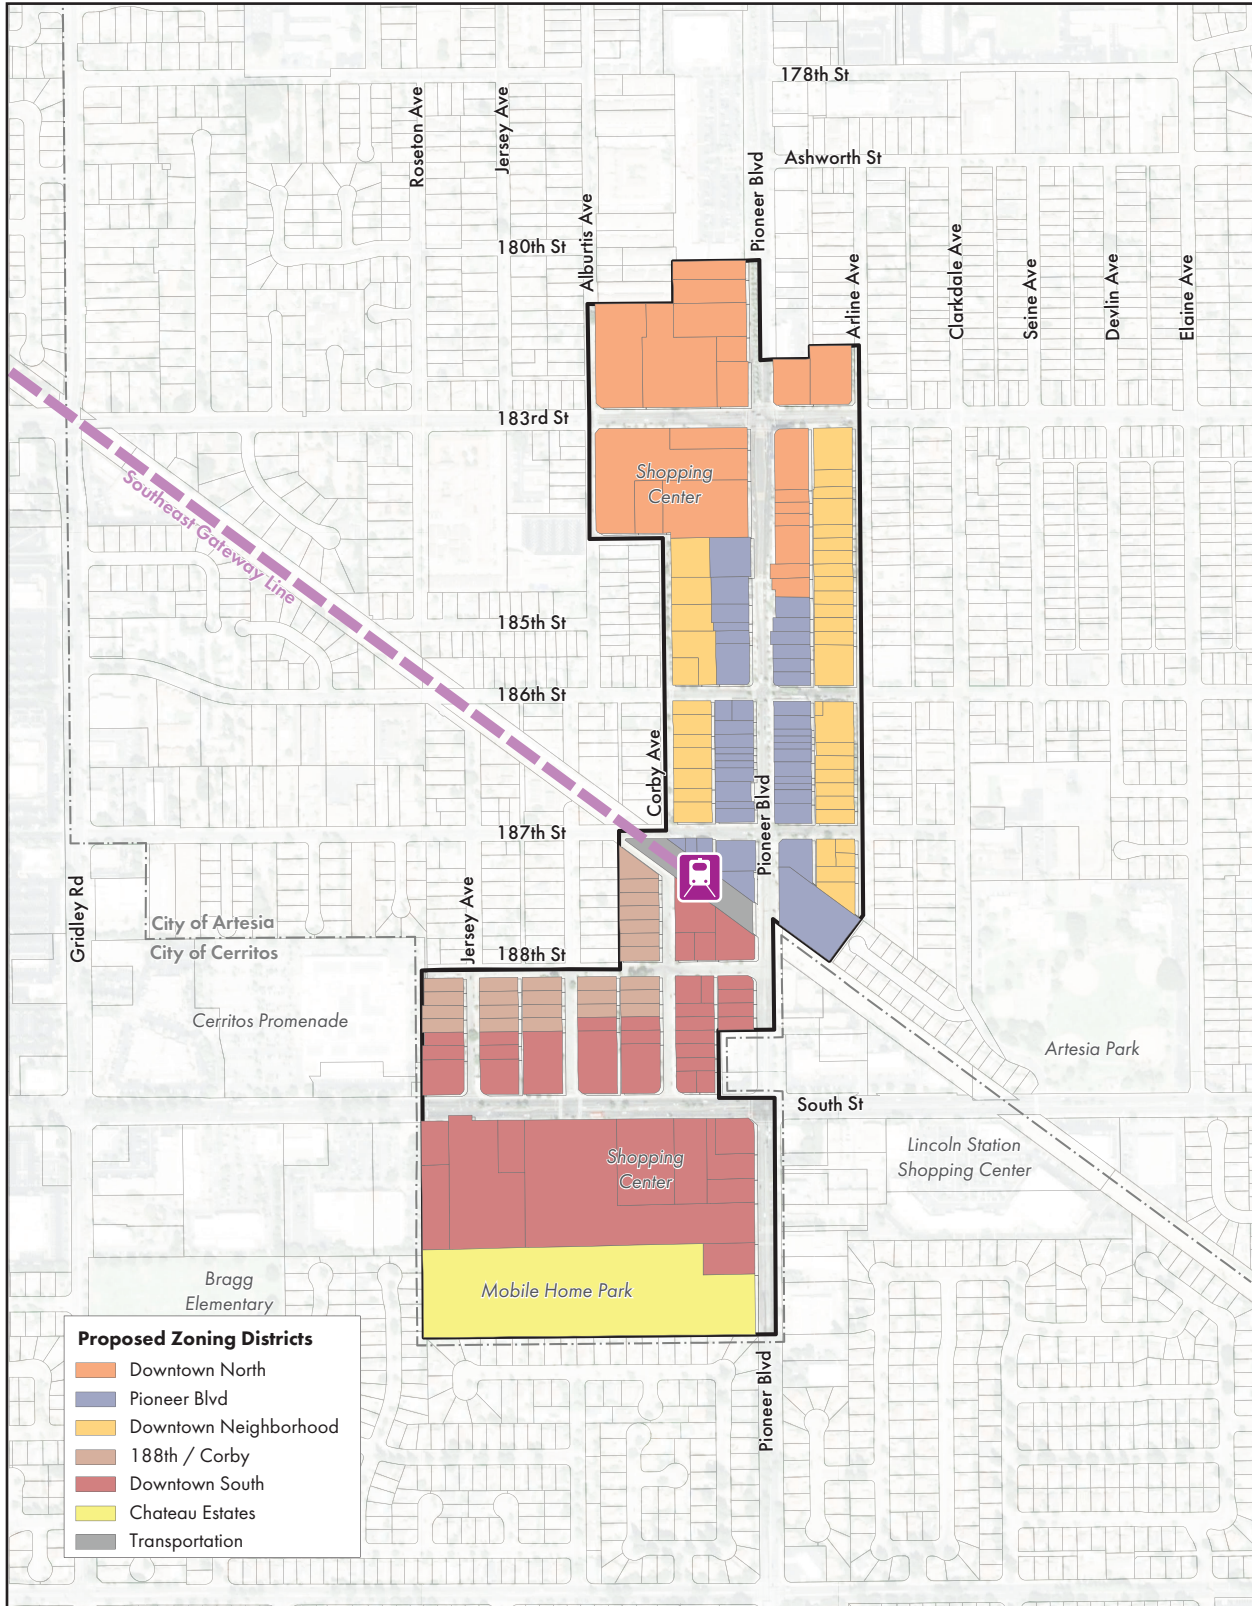 178th St
Ashworth St
Roseton Ave
Jersey Ave
Pioneer Blvd
Alburtis Ave
180th St
Arline Ave
Clarkdale Ave
Seine Ave
Devlin Ave
Elaine Ave
183rd St
Shopping
Center
Southeast Gateway Line
185th St
186th St
Corby Ave
Pioneer Blvd
187th St
Gridley Rd
Jersey Ave
City of Artesia
City of Cerritos
188th St
Cerritos Promenade
Artesia Park
South St
Lincoln Station
Shopping Center
Shopping
Center
Bragg
Elementary
Mobile Home Park
Pioneer Blvd
Proposed Zoning Districts
Downtown North
Pioneer Blvd
Downtown Neighborhood
188th / Corby
Downtown South
Chateau Estates
Transportation